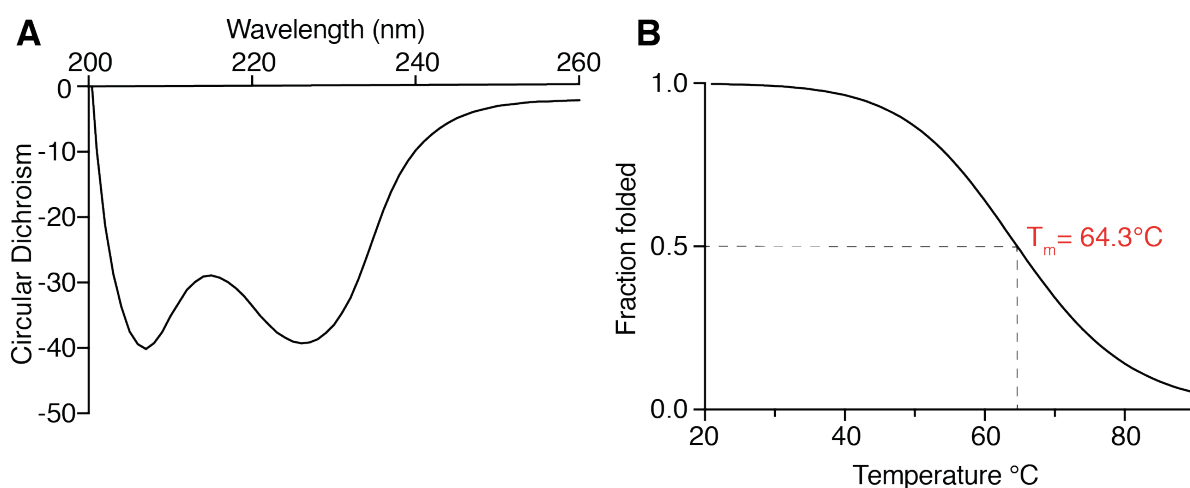 A
Wavelength (nm)
200 220 240 260
0
-10
-20
-30
-40
-50
Circular Dichroism
B
1.0
0.5
0.0
Fraction folded
Tm= 64.3°C
20 40 60 80
Temperature °C